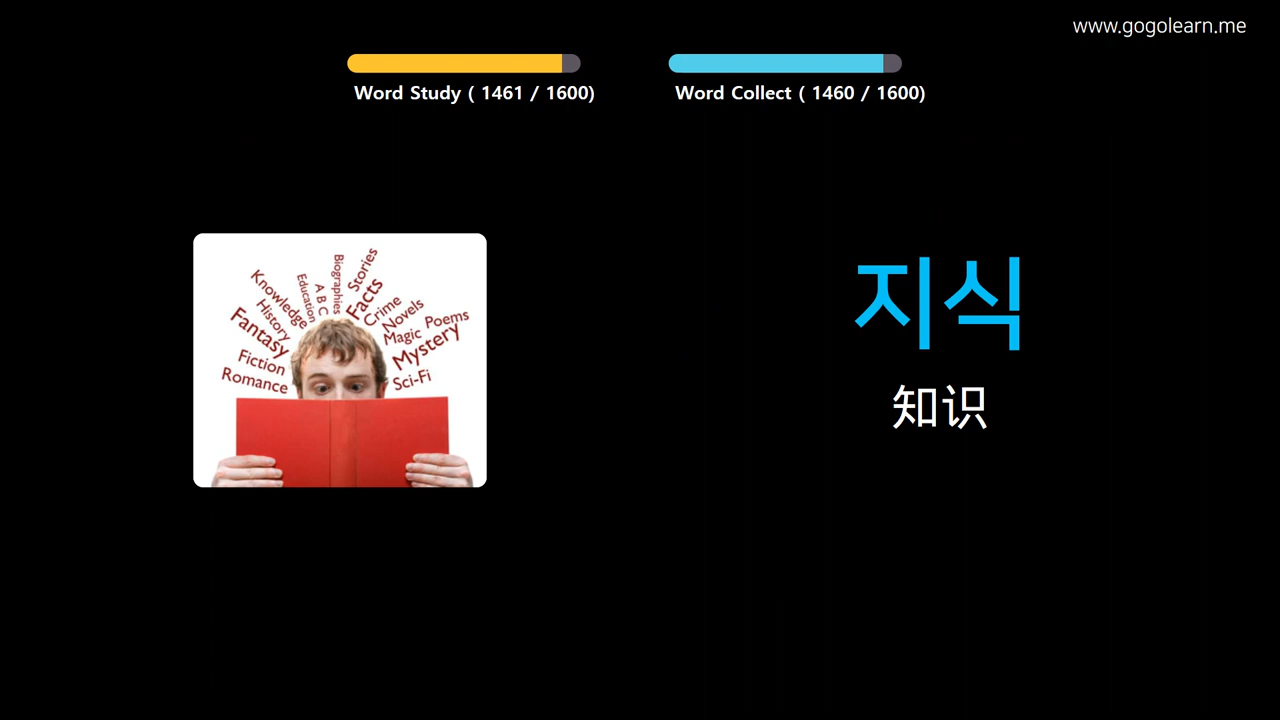 www.gogolearn.me
Word Study ( 1461 / 1600)
Word Collect ( 1460 / 1600)
Stories
Biographies
Knowledge
Education
A B C
Facts
History
Crime
Novels
Fantasy
Poems
Magic
Mystery
Fiction
Romance
Sci-Fi
지식
知识